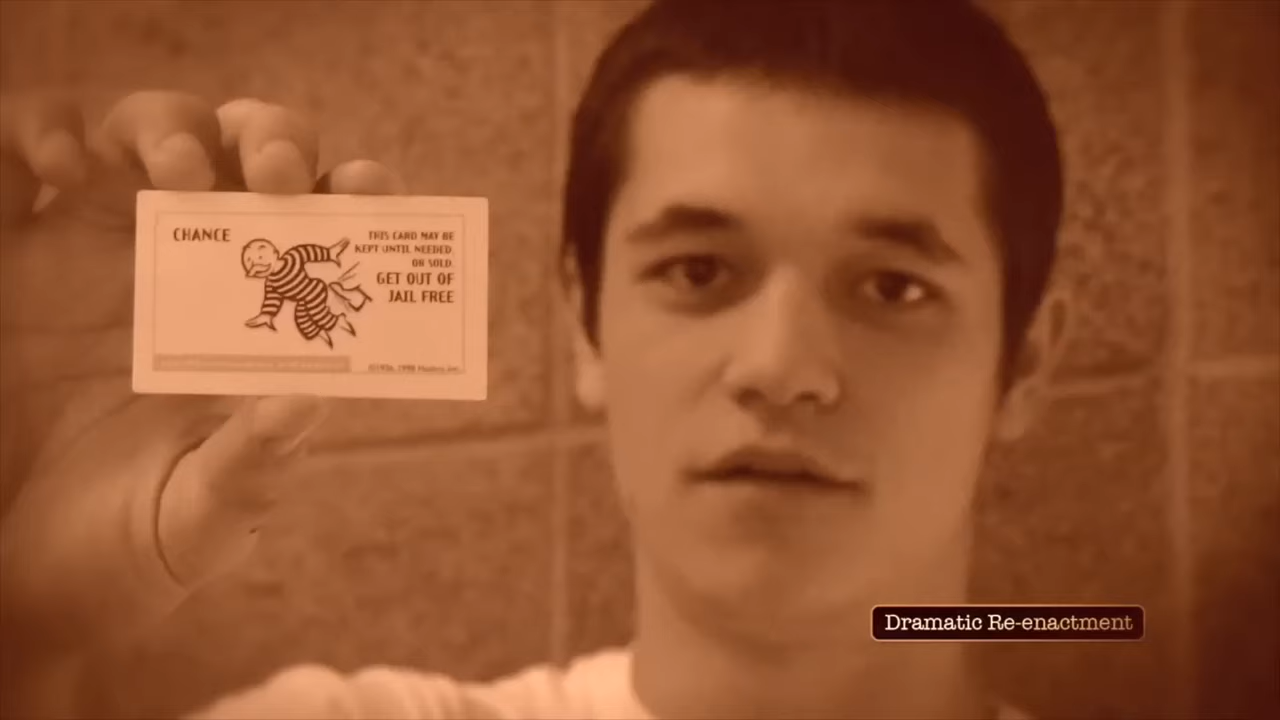 CHANCE
THIS CARD MAY BE
KEPT UNTIL NEEDED
OR SOLD.
GET OUT OF
JAIL FREE
Dramatic Re-enactment